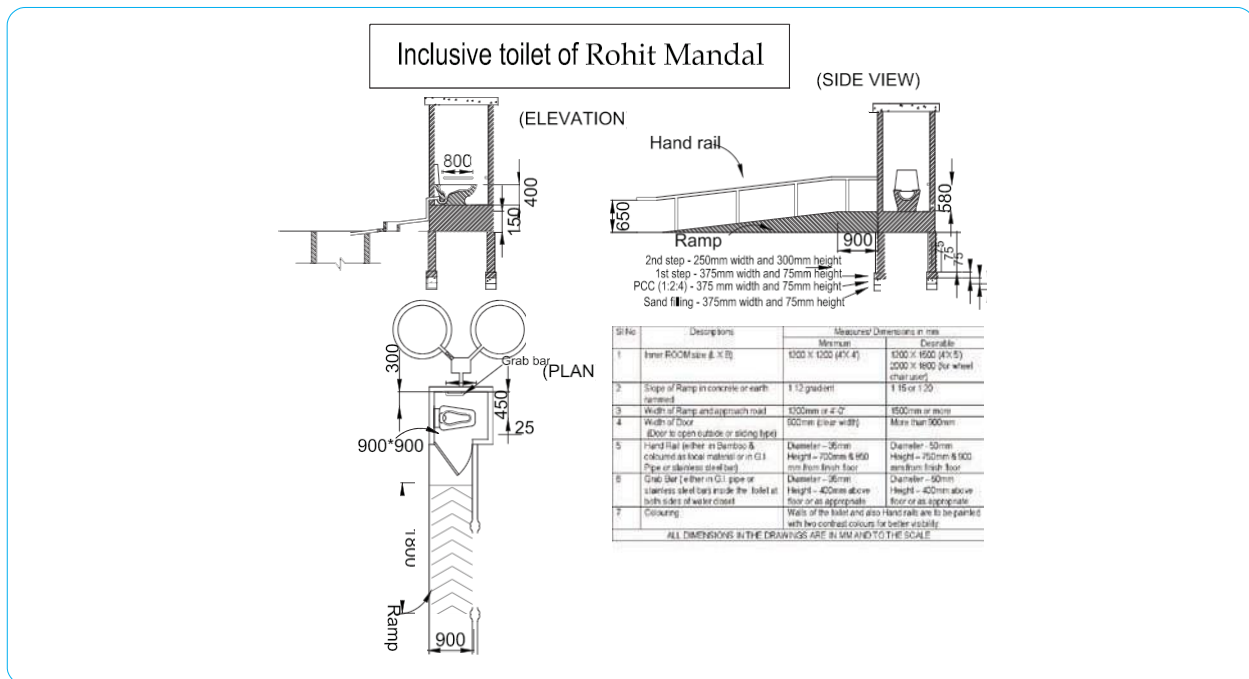 Inclusive toilet of Rohit Mandal
(SIDE VIEW)
(ELEVATION
800
400
150
Hand rail
650
580
Ramp
900
75
75
2nd step - 250mm width and 300mm height
1st step - 375mm width and 75mm height
PCC (1:2:4) - 375 mm width and 75mm height
Sand filling - 375mm width and 75mm height
300
Grab bar
(PLAN
450
25
900*900
1800
Ramp
900
Sl No Descriptions Measures/ Dimensions in mm
Minimum Desirable
1 Inner ROOM size (L X B) 1200 X 1200 (4'X 4') 1200 X 1500 (4'X 5')
(for wheel
chair user)
2 Slope of Ramp in concrete or earth 1:12 gradient 1:15 or 1:20
rammed
3 Width of Ramp and approach road 1200mm or 4'-0" 1500mm or more
4 Width of Door (clear width) More than 900mm
(Door to open outside or sliding type)
5 Hand Rail (either in Bamboo & Diameter - Diameter - 50mm
coloured as local material or in G.I. Height - 700mm & Height - 750mm & 900
Pipe or stainless steel bar) mm from finish floor mm from finish floor
6 Grab Bar ( either in G.I. pipe or Diameter - Diameter - 50mm
stainless steel bar) inside the toilet at Height - 400mm above Height - 400mm above
both sides of water closet floor or as appropriate floor or as appropriate
7 Colouring Walls of the toilet and also Hand rails are to be painted
with two contrast colours for better visibility
ALL DIMENSIONS IN THE DRAWINGS ARE IN MM AND TO THE SCALE